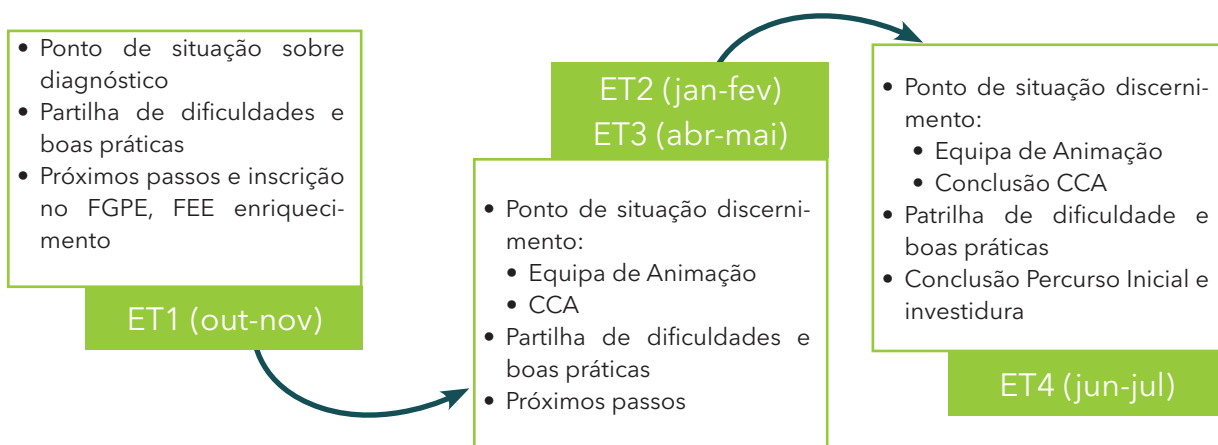 • Ponto de situação sobre
diagnóstico
• Partilha de dificuldades e
boas práticas
• Próximos passos e inscrição
no FGPE, FEE enriqueci-
mento
ET1 (out-nov)
ET2 (jan-fev)
ET3 (abr-mai)
• Ponto de situação discerni-
mento:
• Equipa de Animação
• CCA
• Partilha de dificuldades e
boas práticas
• Próximos passos
• Ponto de situação discerni-
mento:
• Equipa de Animação
• Conclusão CCA
• Patrilha de dificuldade e
boas práticas
• Conclusão Percurso Inicial e
investidura
ET4 (jun-jul)